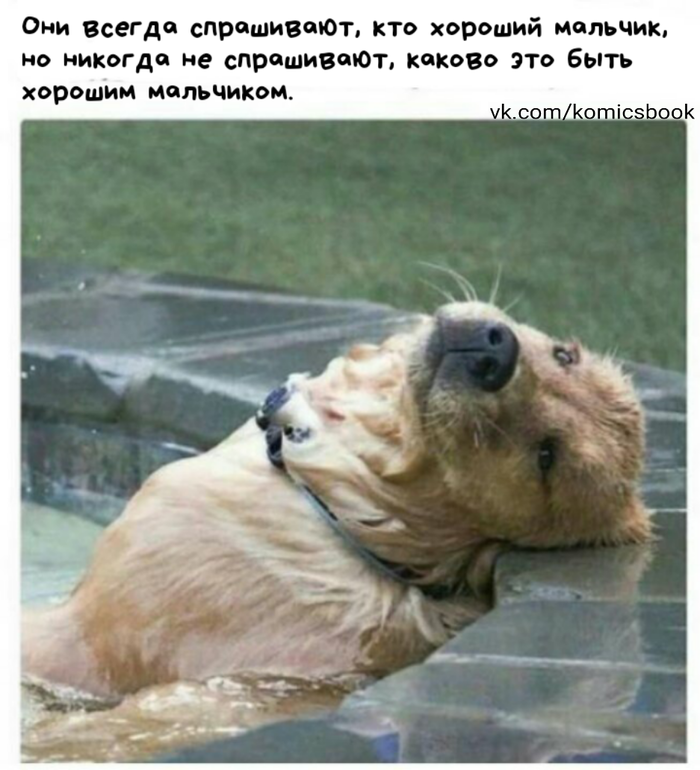 Они всегда спрашивают, кто хороший мальчик,
но никогда не спрашивают, каково это быть
хорошим мальчиком.
vk.com/komicsbook